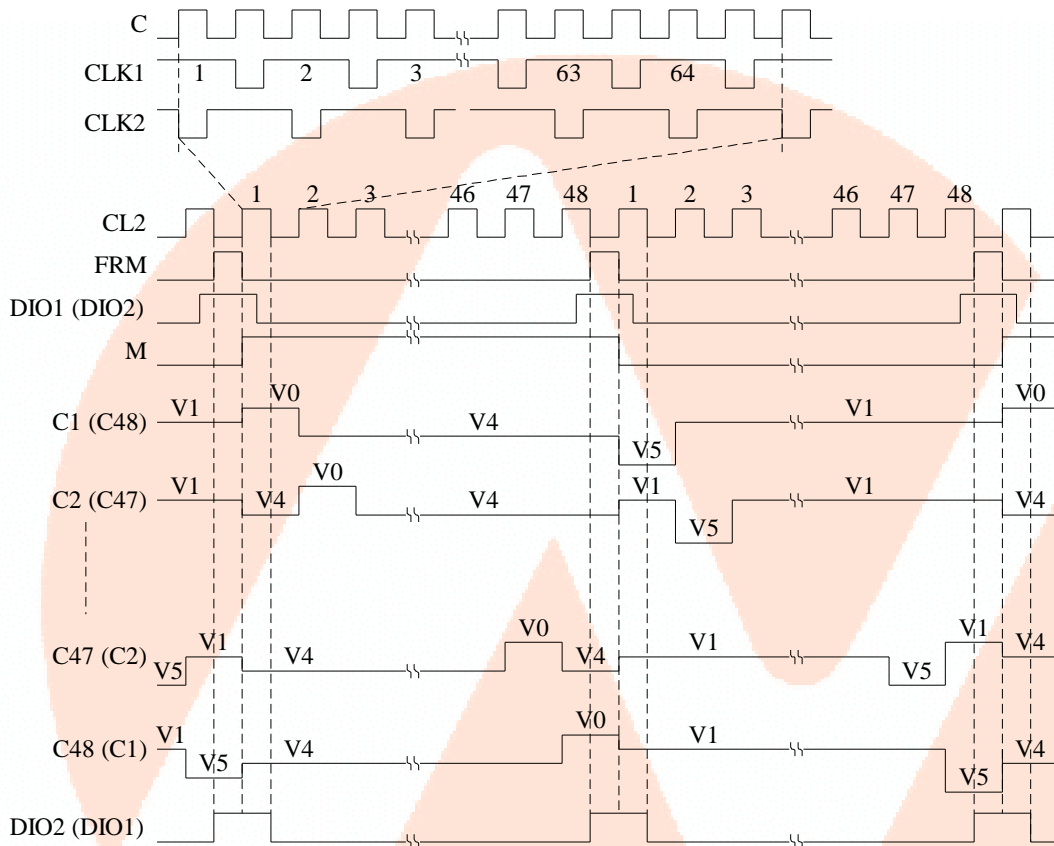 C
CLK1 1 2 3 63 64
CLK2
1 2 3 46 47 48 1 2 3 46 47 48
CL2
FRM
DIO1 (DIO2)
M
C1 (C48) V1 V0 V4 V5 V1 V0
C2 (C47) V1 V4 V0 V4 V1 V5 V1 V4
C47 (C2) V5 V1 V4 V0 V4 V1 V5 V1 V4
C48 (C1) V1 V5 V4 V0 V1 V5 V4
DIO2 (DIO1)